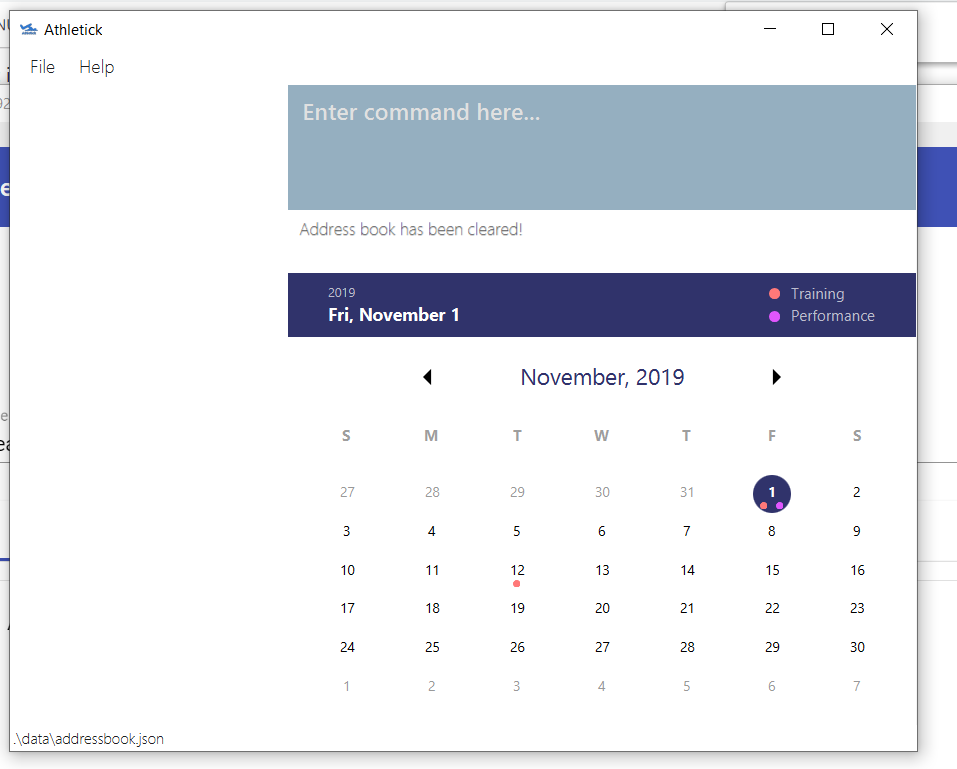 Athletick
File Help
Enter command here...
Address book has been cleared!
2019
Fri, November 1
Training
Performance
November, 2019
S M T W T F S
27 28 29 30 31 1 2
3 4 5 6 7 8 9
10 11 12 13 14 15 16
17 18 19 20 21 22 23
24 25 26 27 28 29 30
1 2 3 4 5 6 7
.\data\addressbook.json